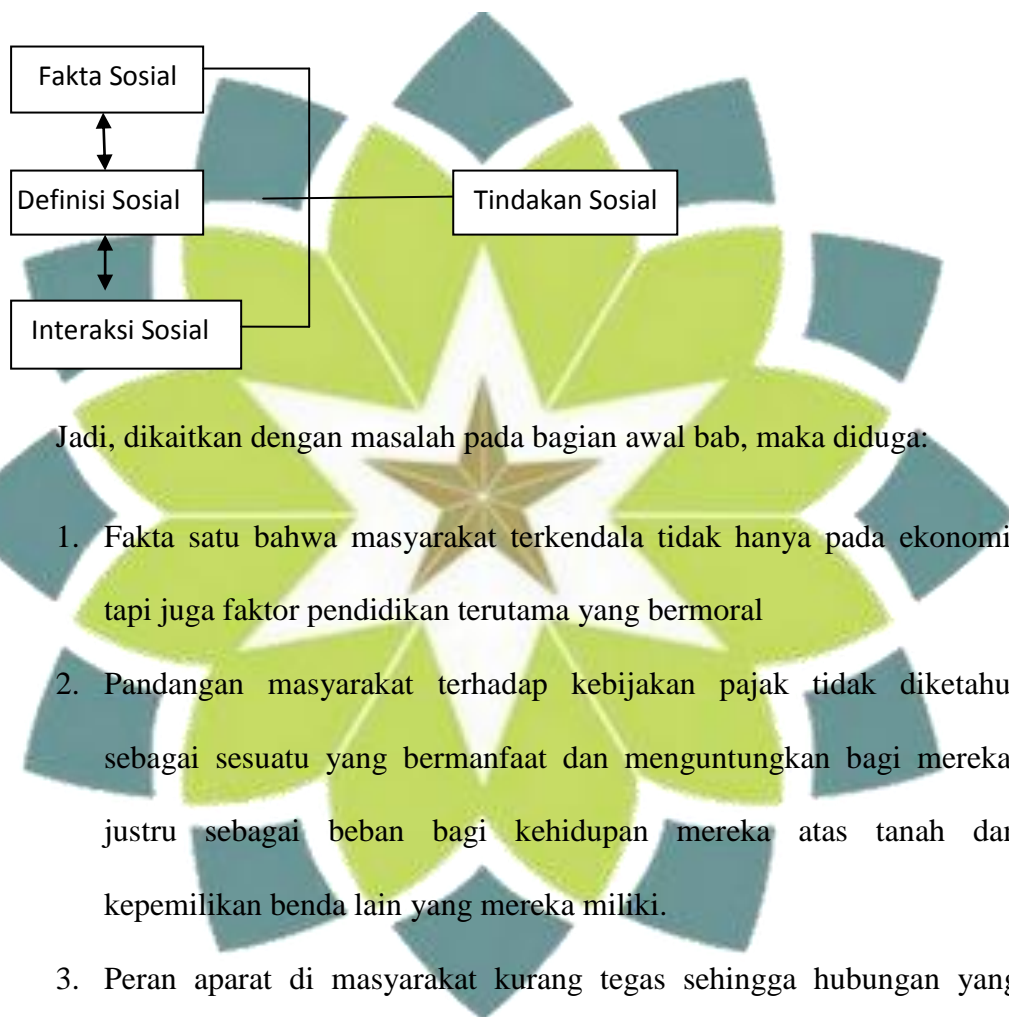 Fakta Sosial
Definisi Sosial
Tindakan Sosial
Interaksi Sosial
Jadi, dikaitkan dengan masalah pada bagian awal bab, maka diduga:
1. Fakta satu bahwa masyarakat terkendala tidak hanya pada ekonomi
tapi juga faktor pendidikan terutama yang bermoral
2. Pandangan masyarakat terhadap kebijakan pajak tidak diketahu
sebagai sesuatu yang bermanfaat dan menguntungkan bagi mereka
justru sebagai beban bagi kehidupan mereka atas tanah dan
kepemilikan benda lain yang mereka miliki.
3. Peran aparat di masyarakat kurang tegas sehingga hubungan yang